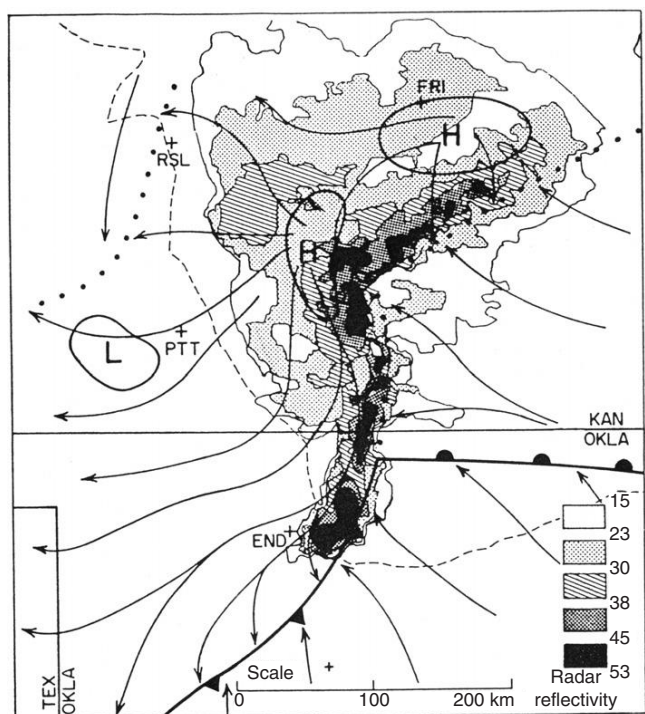 FRI
H
RSL
H
L
PTT
KAN
OKLA
END
15
23
30
38
45
53
Radar
reflectivity
TEX
OKLA
Scale
0 100 200 km